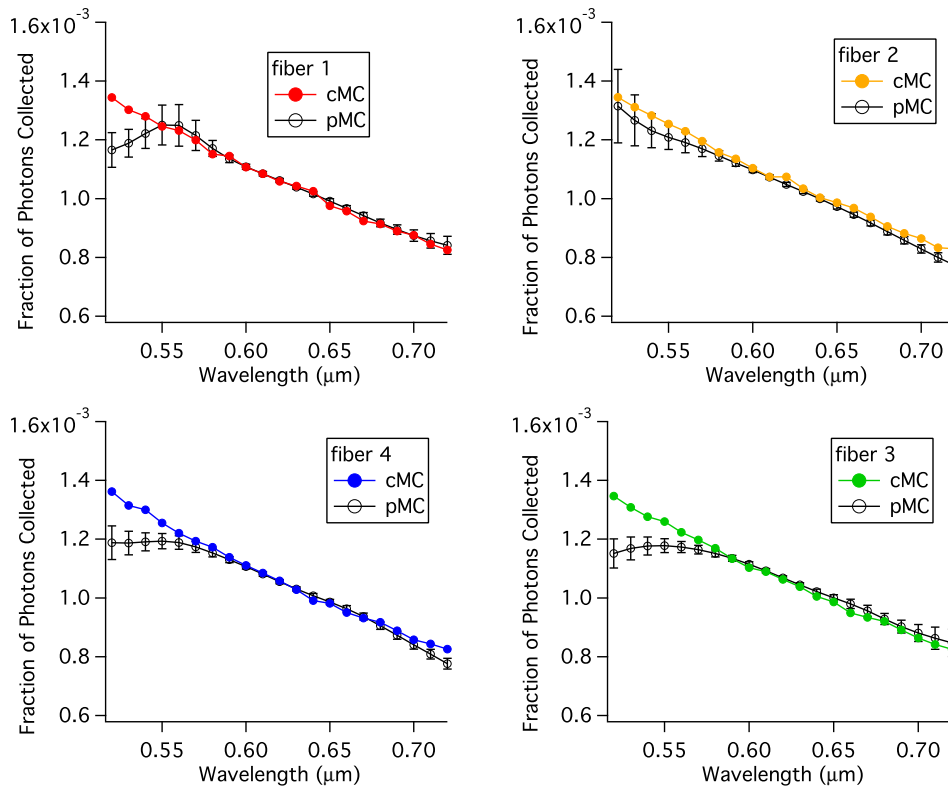 1.6x10⁻³
1.4
1.2
1.0
0.8
0.6
Fraction of Photons Collected
fiber 1
cMC
pMC
0.55 0.60 0.65 0.70
Wavelength (μm)
1.6x10⁻³
1.4
1.2
1.0
0.8
0.6
Fraction of Photons Collected
fiber 2
cMC
pMC
0.55 0.60 0.65 0.70
Wavelength (μm)
1.6x10⁻³
1.4
1.2
1.0
0.8
0.6
Fraction of Photons Collected
fiber 4
cMC
pMC
0.55 0.60 0.65 0.70
Wavelength (μm)
1.6x10⁻³
1.4
1.2
1.0
0.8
0.6
Fraction of Photons Collected
fiber 3
cMC
pMC
0.55 0.60 0.65 0.70
Wavelength (μm)